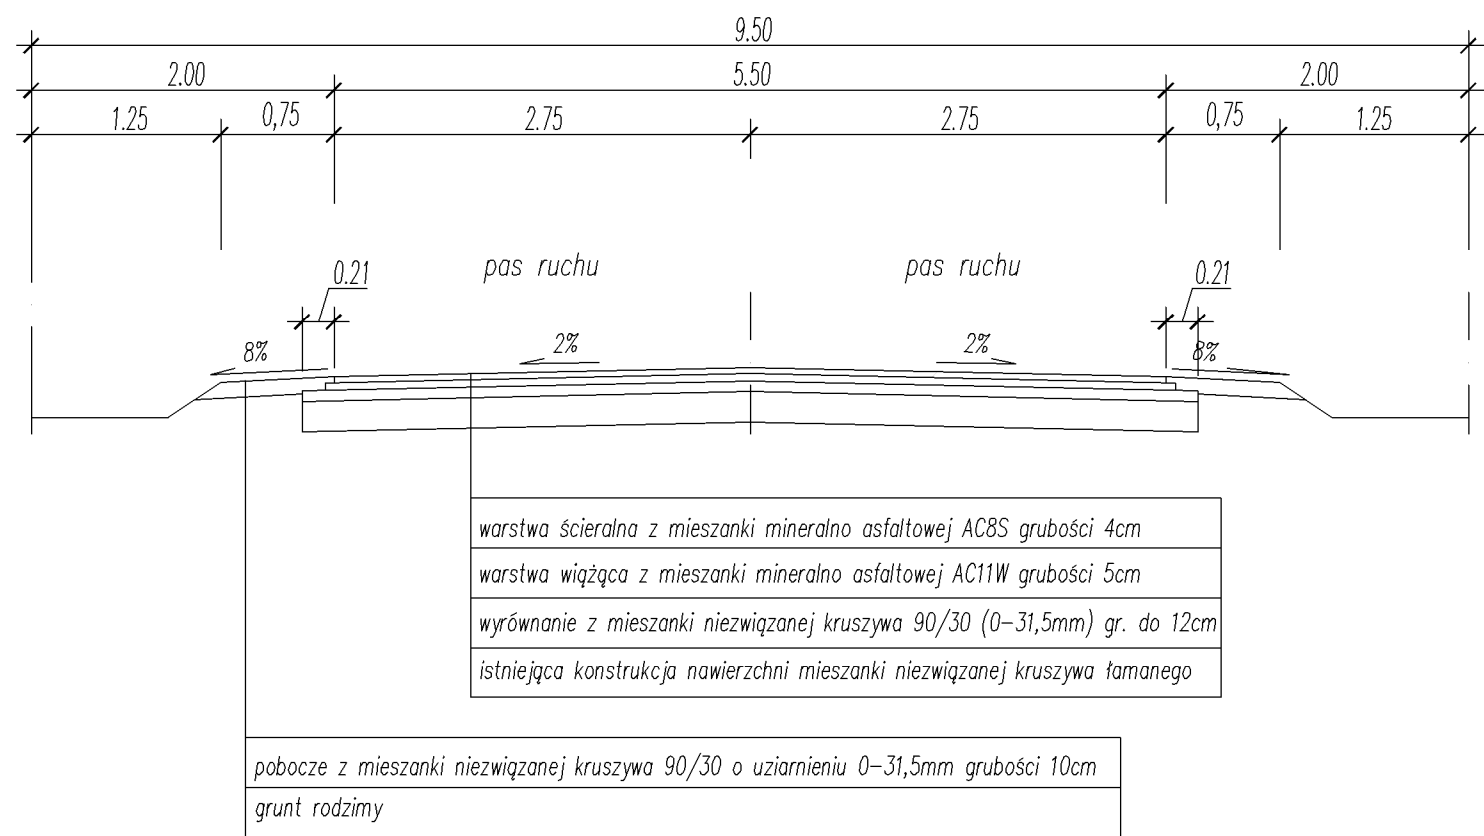 9.50
2.00 5.50 2.00
1.25 0,75 2.75 2.75 0,75 1.25
pas ruchu pas ruchu
0.21 0.21
8% 2% 2% 8%
warstwa ścieralna z mieszanki mineralno asfaltowej AC8S grubości 4cm
warstwa wiążąca z mieszanki mineralno asfaltowej AC11W grubości 5cm
wyrównanie z mieszanki niezwiązanej kruszywa 90/30 (0-31,5mm) gr. do 12cm
istniejąca konstrukcja nawierzchni mieszanki niezwiązanej kruszywa łamanego
pobocze z mieszanki niezwiązanej kruszywa 90/30 o uziarnieniu 0-31,5mm grubości 10cm
grunt rodzimy